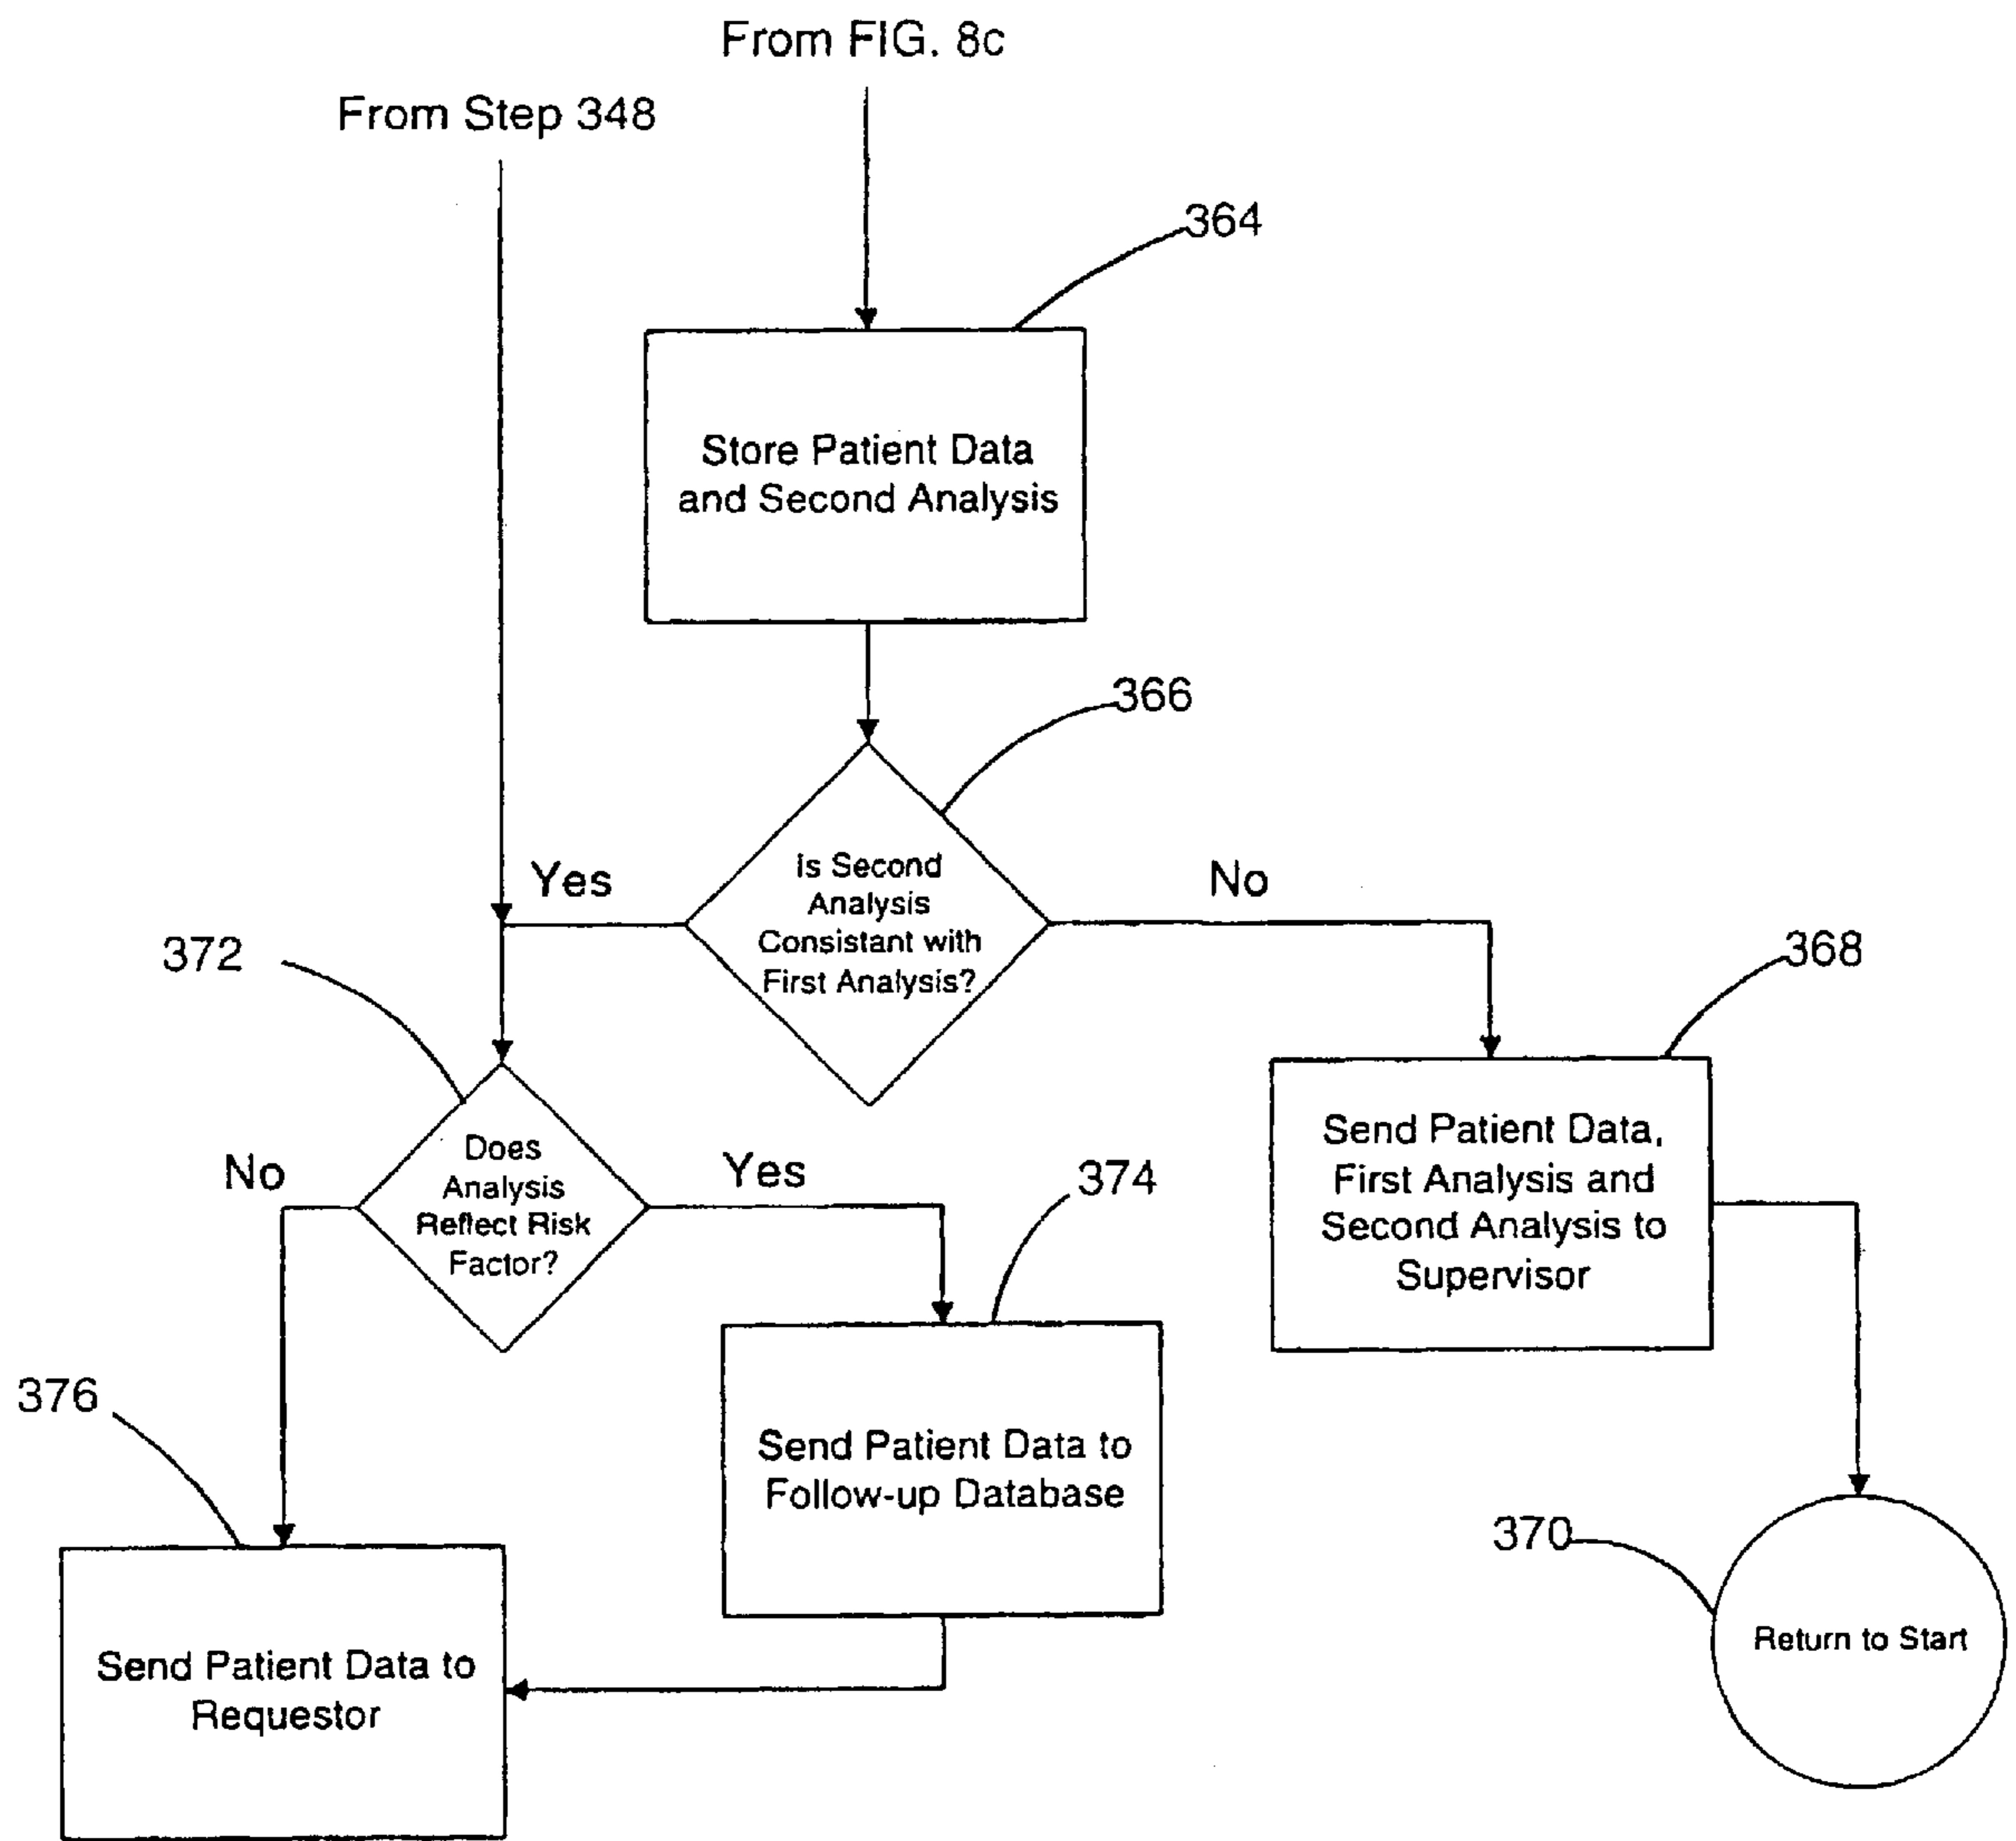 From FIG. 8c
From Step 348
364
Store Patient Data
and Second Analysis
366
Is Second
Analysis
Consistant with
First Analysis?
Yes
No
372
368
Does
Analysis
Reflect Risk
Factor?
No
Yes
374
Send Patient Data,
First Analysis and
Second Analysis to
Supervisor
376
Send Patient Data to
Follow-up Database
370
Return to Start
Send Patient Data to
Requestor